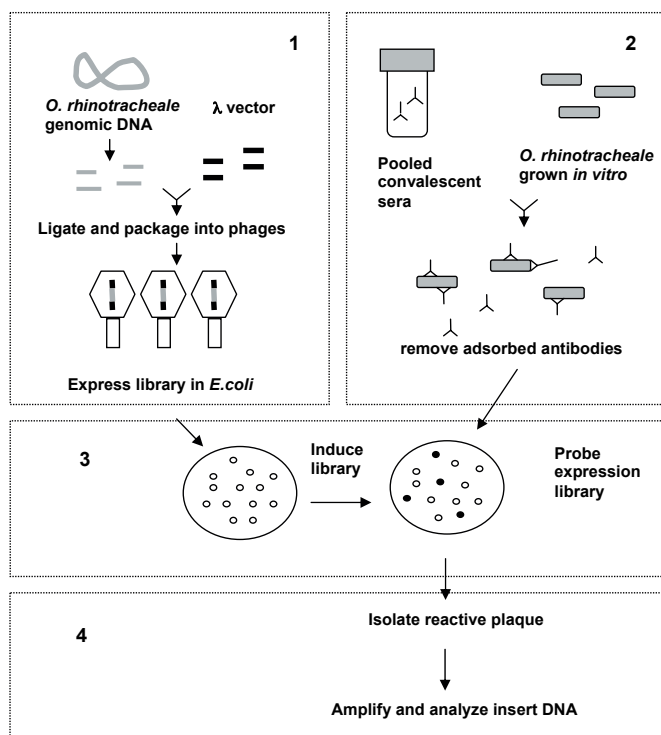 1
O. rhinotracheale
genomic DNA
λ vector
Ligate and package into phages
Express library in E.coli
2
Pooled
convalescent
sera
O. rhinotracheale
grown in vitro
remove adsorbed antibodies
3
Induce
library
Probe
expression
library
4
Isolate reactive plaque
Amplify and analyze insert DNA